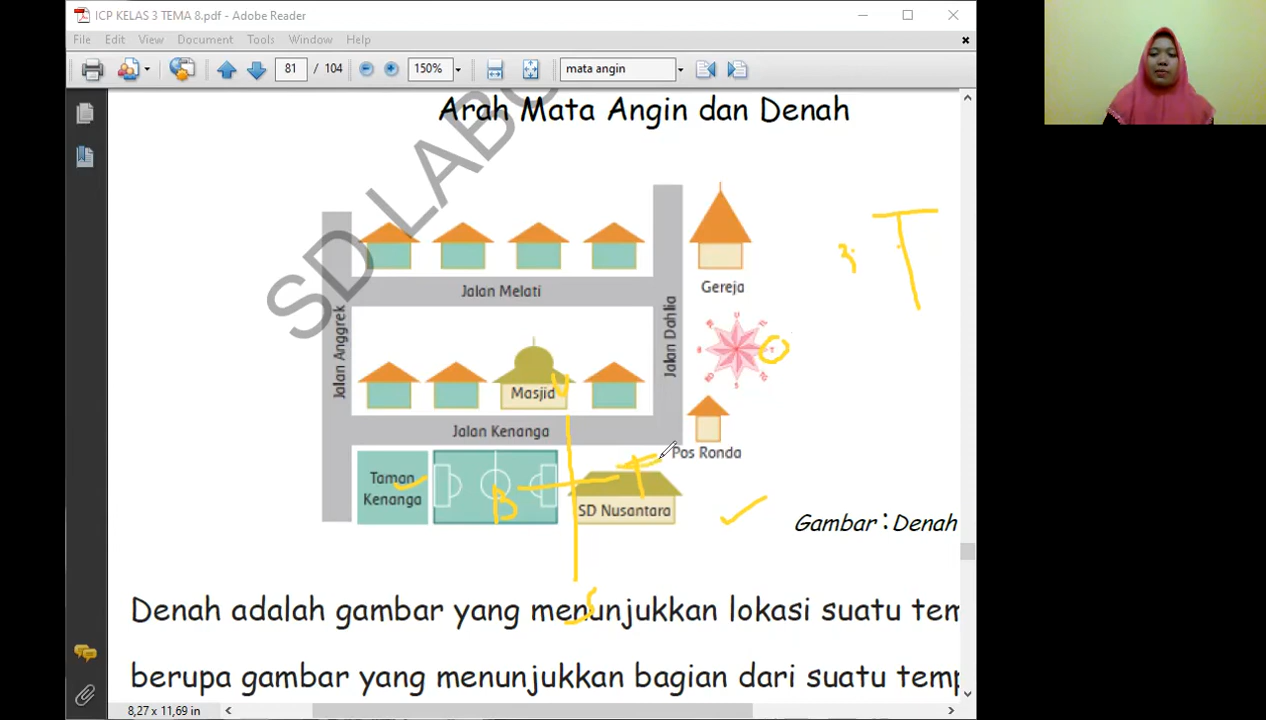 ICP KELAS 3 TEMA 8.pdf - Adobe Reader
File Edit View Document Tools Window Help
81 / 104 150% mata angin
SD LABO
Arah Mata Angin dan Denah
T
Gereja
Jalan Melati
Jalan Anggrek
Jalan Dahlia
U
T
S
B
Masjid
U
Jalan Kenanga
Pos Ronda
Taman
Kenanga
B
T
SD Nusantara
Gambar : Denah
S
Denah adalah gambar yang menunjukkan lokasi suatu tem
berupa gambar yang menunjukkan bagian dari suatu temp
8,27 x 11,69 in